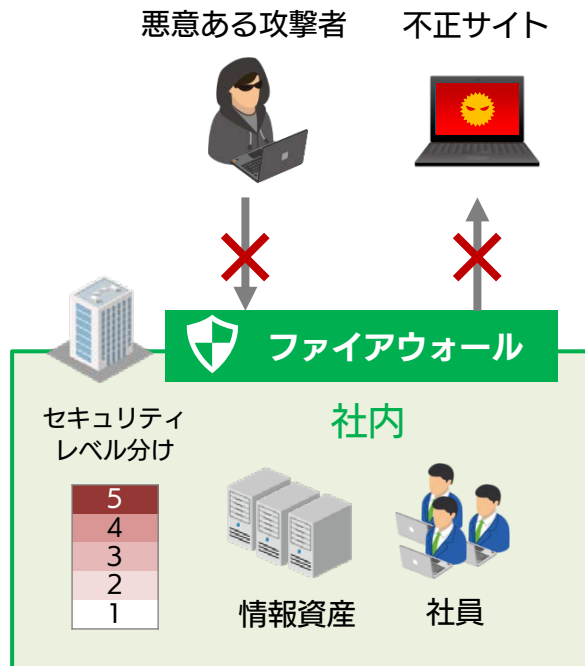 悪意ある攻撃者
不正サイト
ファイアウォール
社内
セキュリティ
レベル分け
5
4
3
2
1
情報資産
社員